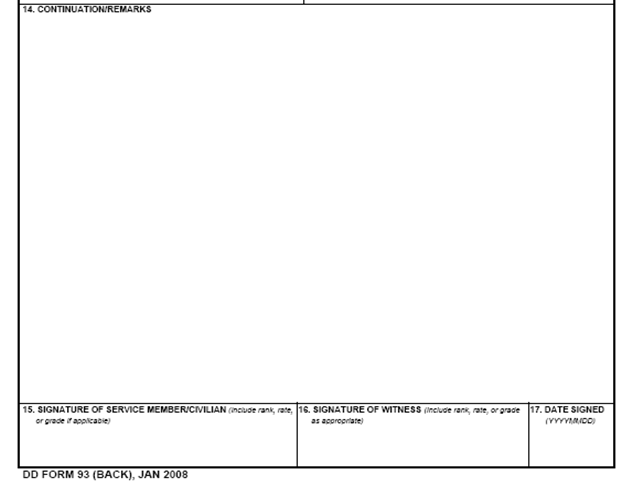 14. CONTINUATION/REMARKS
15. SIGNATURE OF SERVICE MEMBER/CIVILIAN (Include rank, rate,
or grade if applicable)
16. SIGNATURE OF WITNESS (Include rank, rate, or grade
as appropriate)
17. DATE SIGNED
(YYYYMMDD)
DD FORM 93 (BACK), JAN 2008